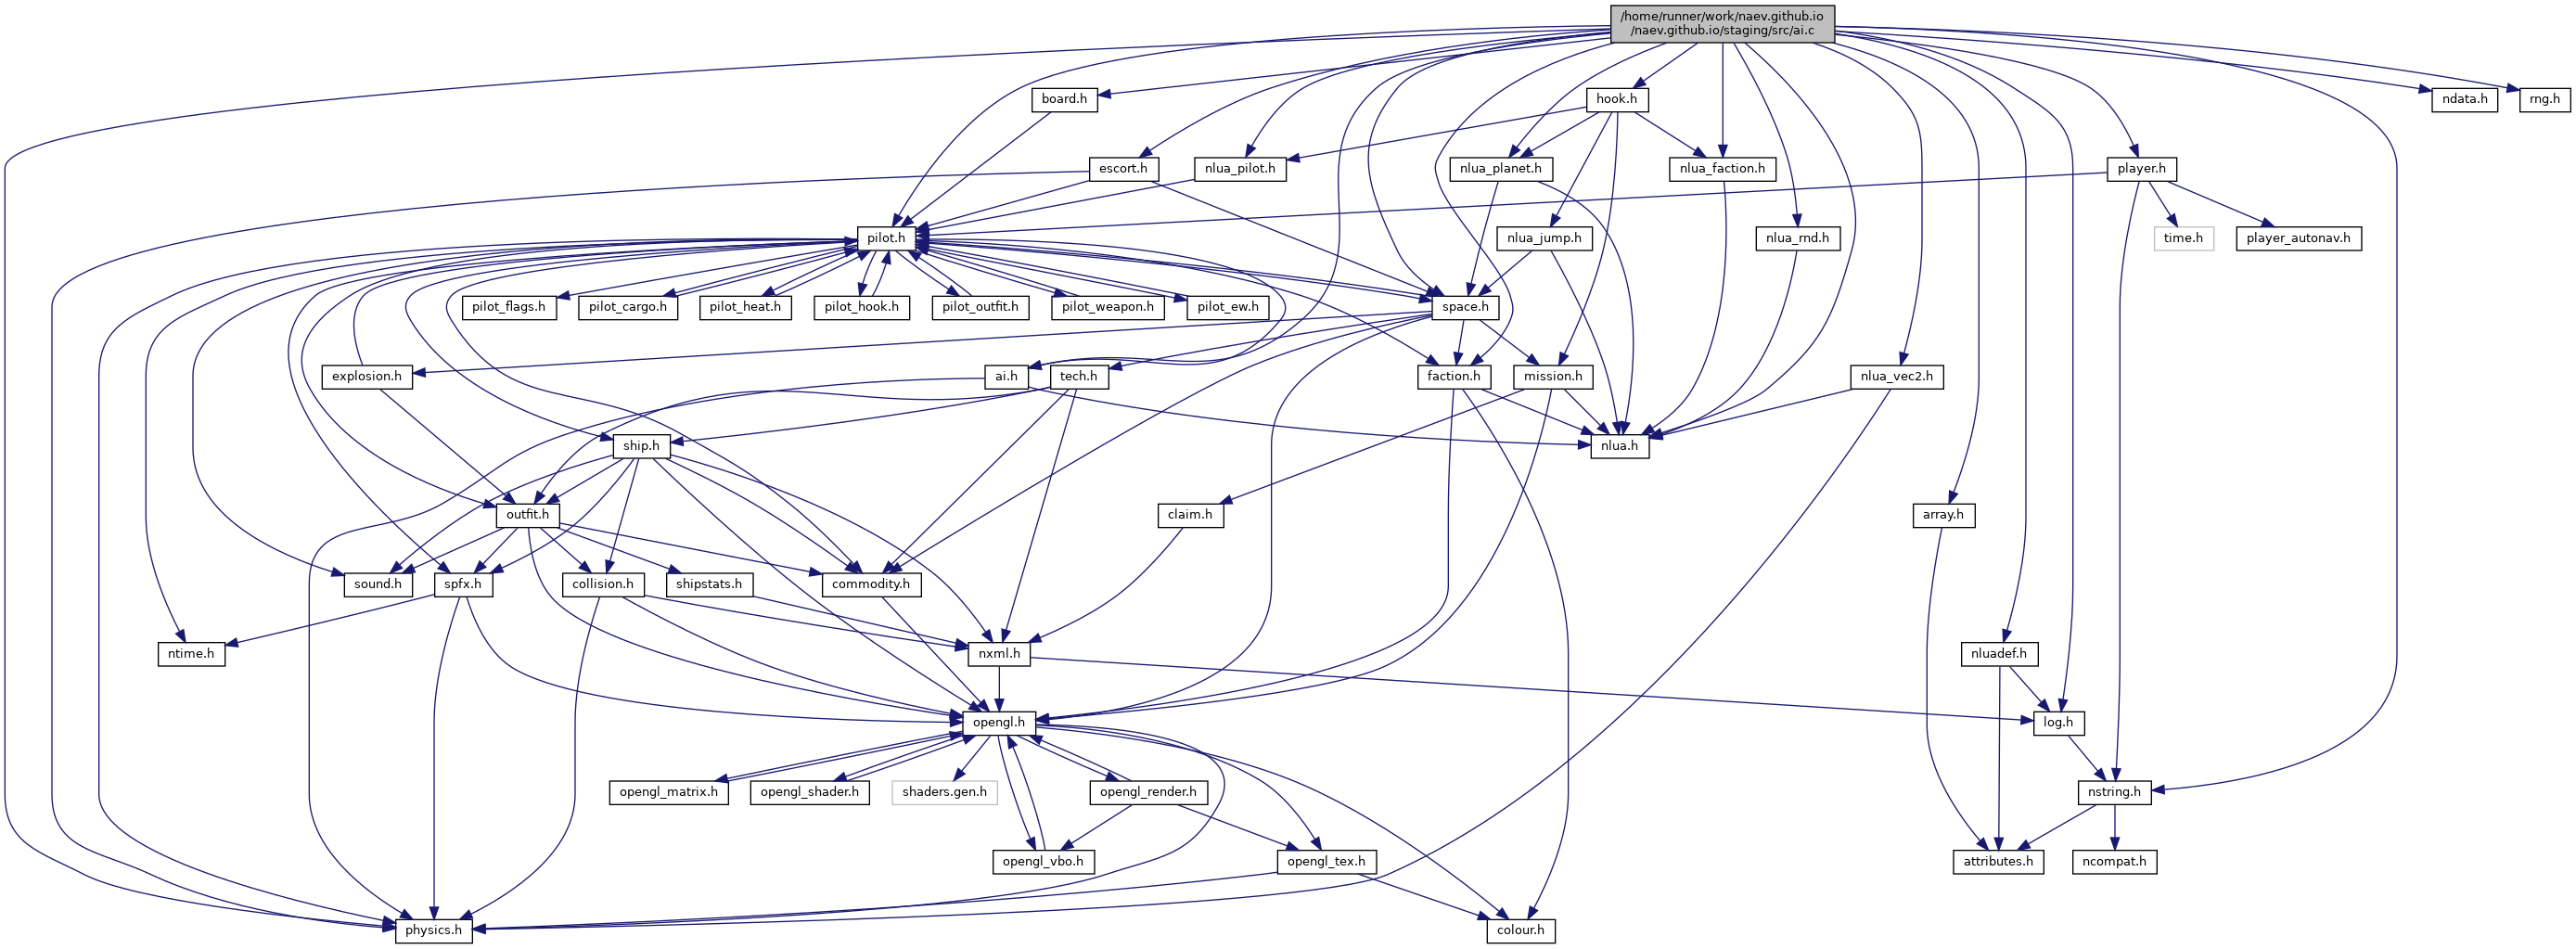 /home/runner/work/naev.github.io
/naev.github.io/staging/src/ai.c
board.h
hook.h
ndata.h
rng.h
escort.h
nlua_pilot.h
nlua_planet.h
nlua_faction.h
player.h
pilot.h
nlua_jump.h
nlua_rnd.h
time.h
player_autonav.h
pilot_flags.h
pilot_cargo.h
pilot_heat.h
pilot_hook.h
pilot_outfit.h
pilot_weapon.h
pilot_ew.h
space.h
explosion.h
ai.h
tech.h
faction.h
mission.h
nlua_vec2.h
ship.h
nlua.h
outfit.h
claim.h
array.h
sound.h
spfx.h
collision.h
shipstats.h
commodity.h
ntime.h
nxml.h
nluadef.h
opengl.h
log.h
opengl_matrix.h
opengl_shader.h
shaders.gen.h
opengl_render.h
nstring.h
opengl_vbo.h
opengl_tex.h
attributes.h
ncompat.h
physics.h
colour.h